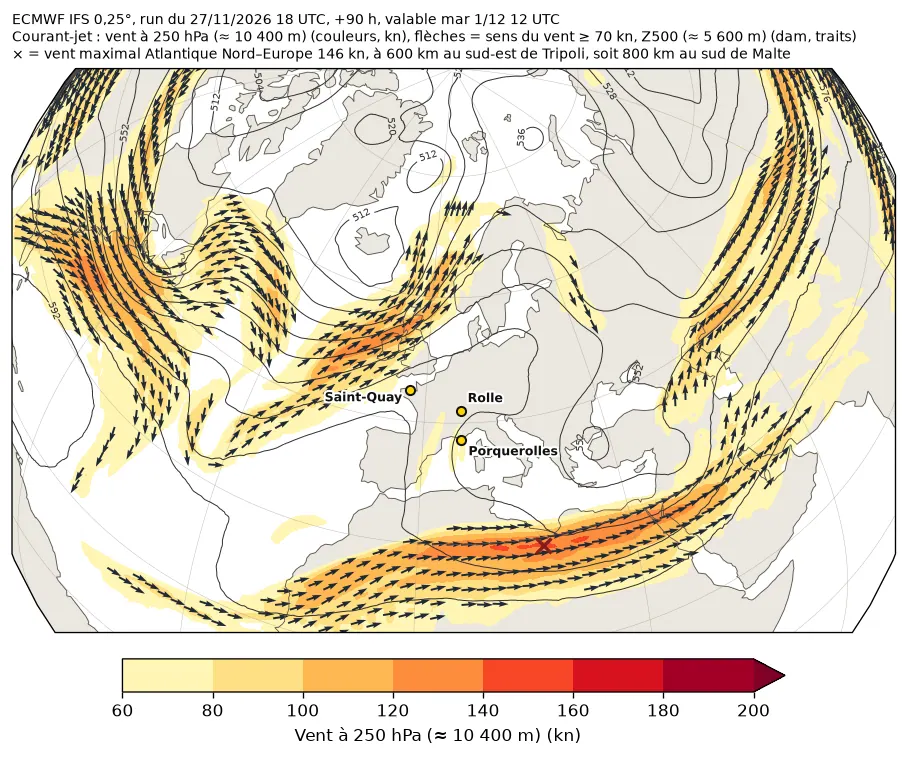 ECMWF IFS 0,25°, run du 27/11/2026 18 UTC, +90 h, valable mar 1/12 12 UTC
Courant-jet : vent à 250 hPa (≈ 10 400 m) (couleurs, kn), flèches = sens du vent ≥ 70 kn, Z500 (≈ 5 600 m) (dam, traits)
× = vent maximal Atlantique Nord–Europe 146 kn, à 600 km au sud-est de Tripoli, soit 800 km au sud de Malte
504
512
552
520
536
528
576
512
512
592
552
552
Saint-Quay
Rolle
Porquerolles
60 80 100 120 140 160 180 200
Vent à 250 hPa (≈ 10 400 m) (kn)